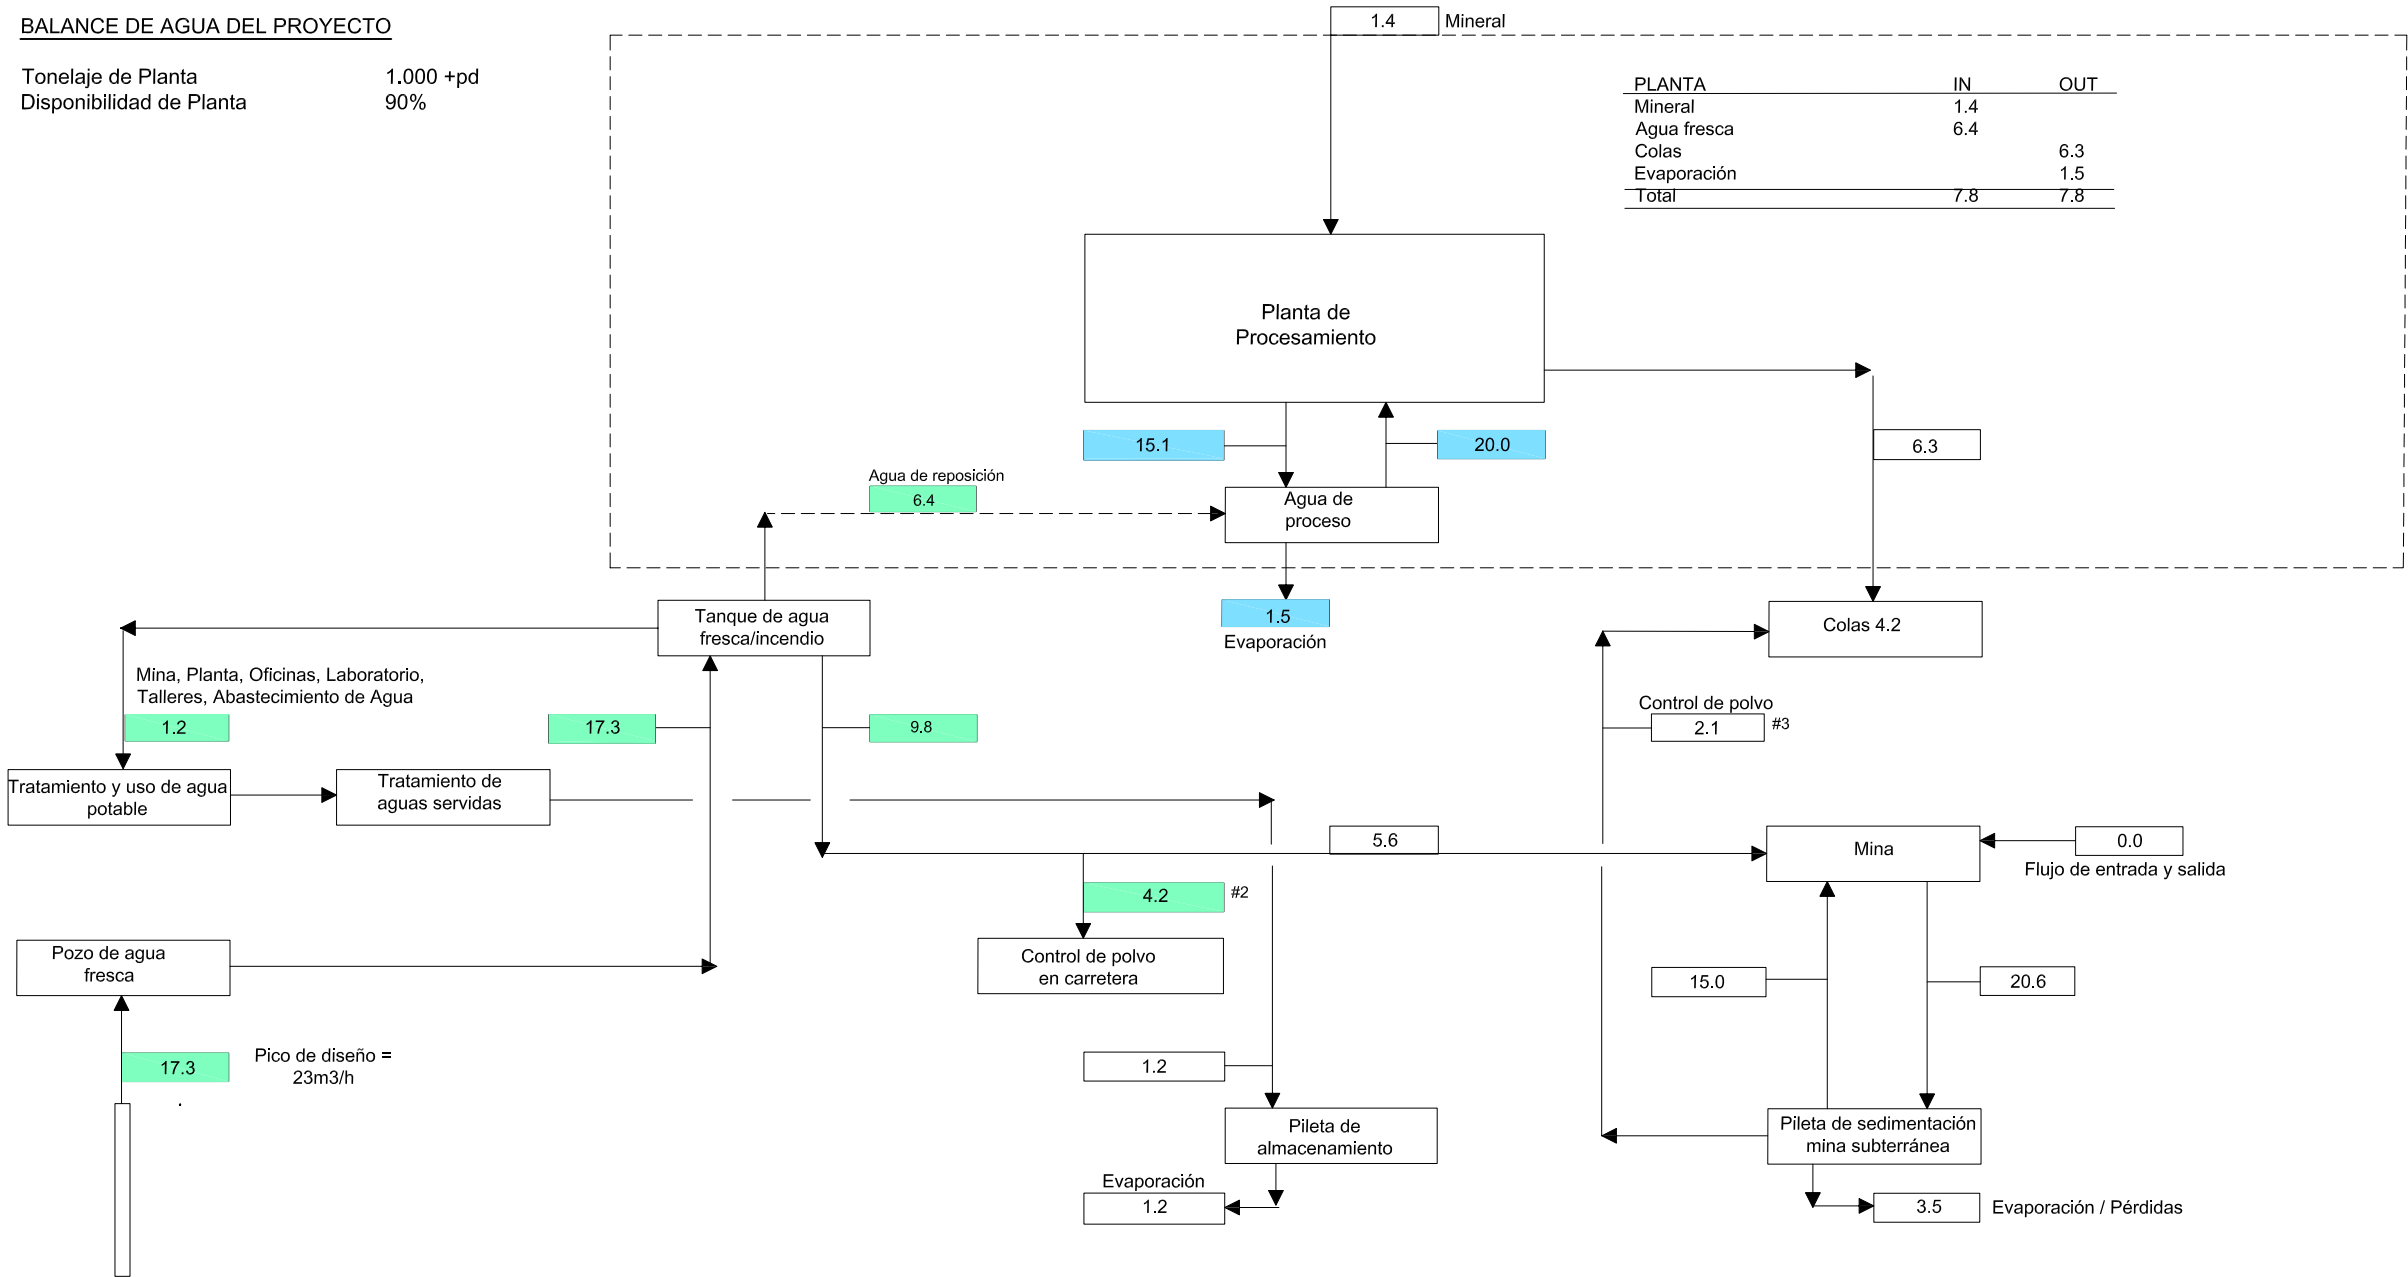 BALANCE DE AGUA DEL PROYECTO
Tonelaje de Planta 1.000 +pd
Disponibilidad de Planta 90%
1.4 Mineral
PLANTA IN OUT
Mineral 1.4
Agua fresca 6.4
Colas 6.3
Evaporación 1.5
Total 7.8 7.8
Planta de
Procesamiento
15.1
20.0
6.3
Agua de reposición
6.4
Agua de
proceso
1.5
Evaporación
Tanque de agua
fresca/incendio
Colas 4.2
Mina, Planta, Oficinas, Laboratorio,
Talleres, Abastecimiento de Agua
1.2
17.3
9.8
Control de polvo
2.1 #3
Tratamiento y uso de agua
potable
Tratamiento de
aguas servidas
5.6
Mina
0.0
Flujo de entrada y salida
4.2 #2
Control de polvo
en carretera
Pozo de agua
fresca
15.0
20.6
17.3
Pico de diseño =
23m3/h
.
1.2
Pileta de
almacenamiento
Pileta de sedimentación
mina subterránea
Evaporación
1.2
3.5 Evaporación / Pérdidas